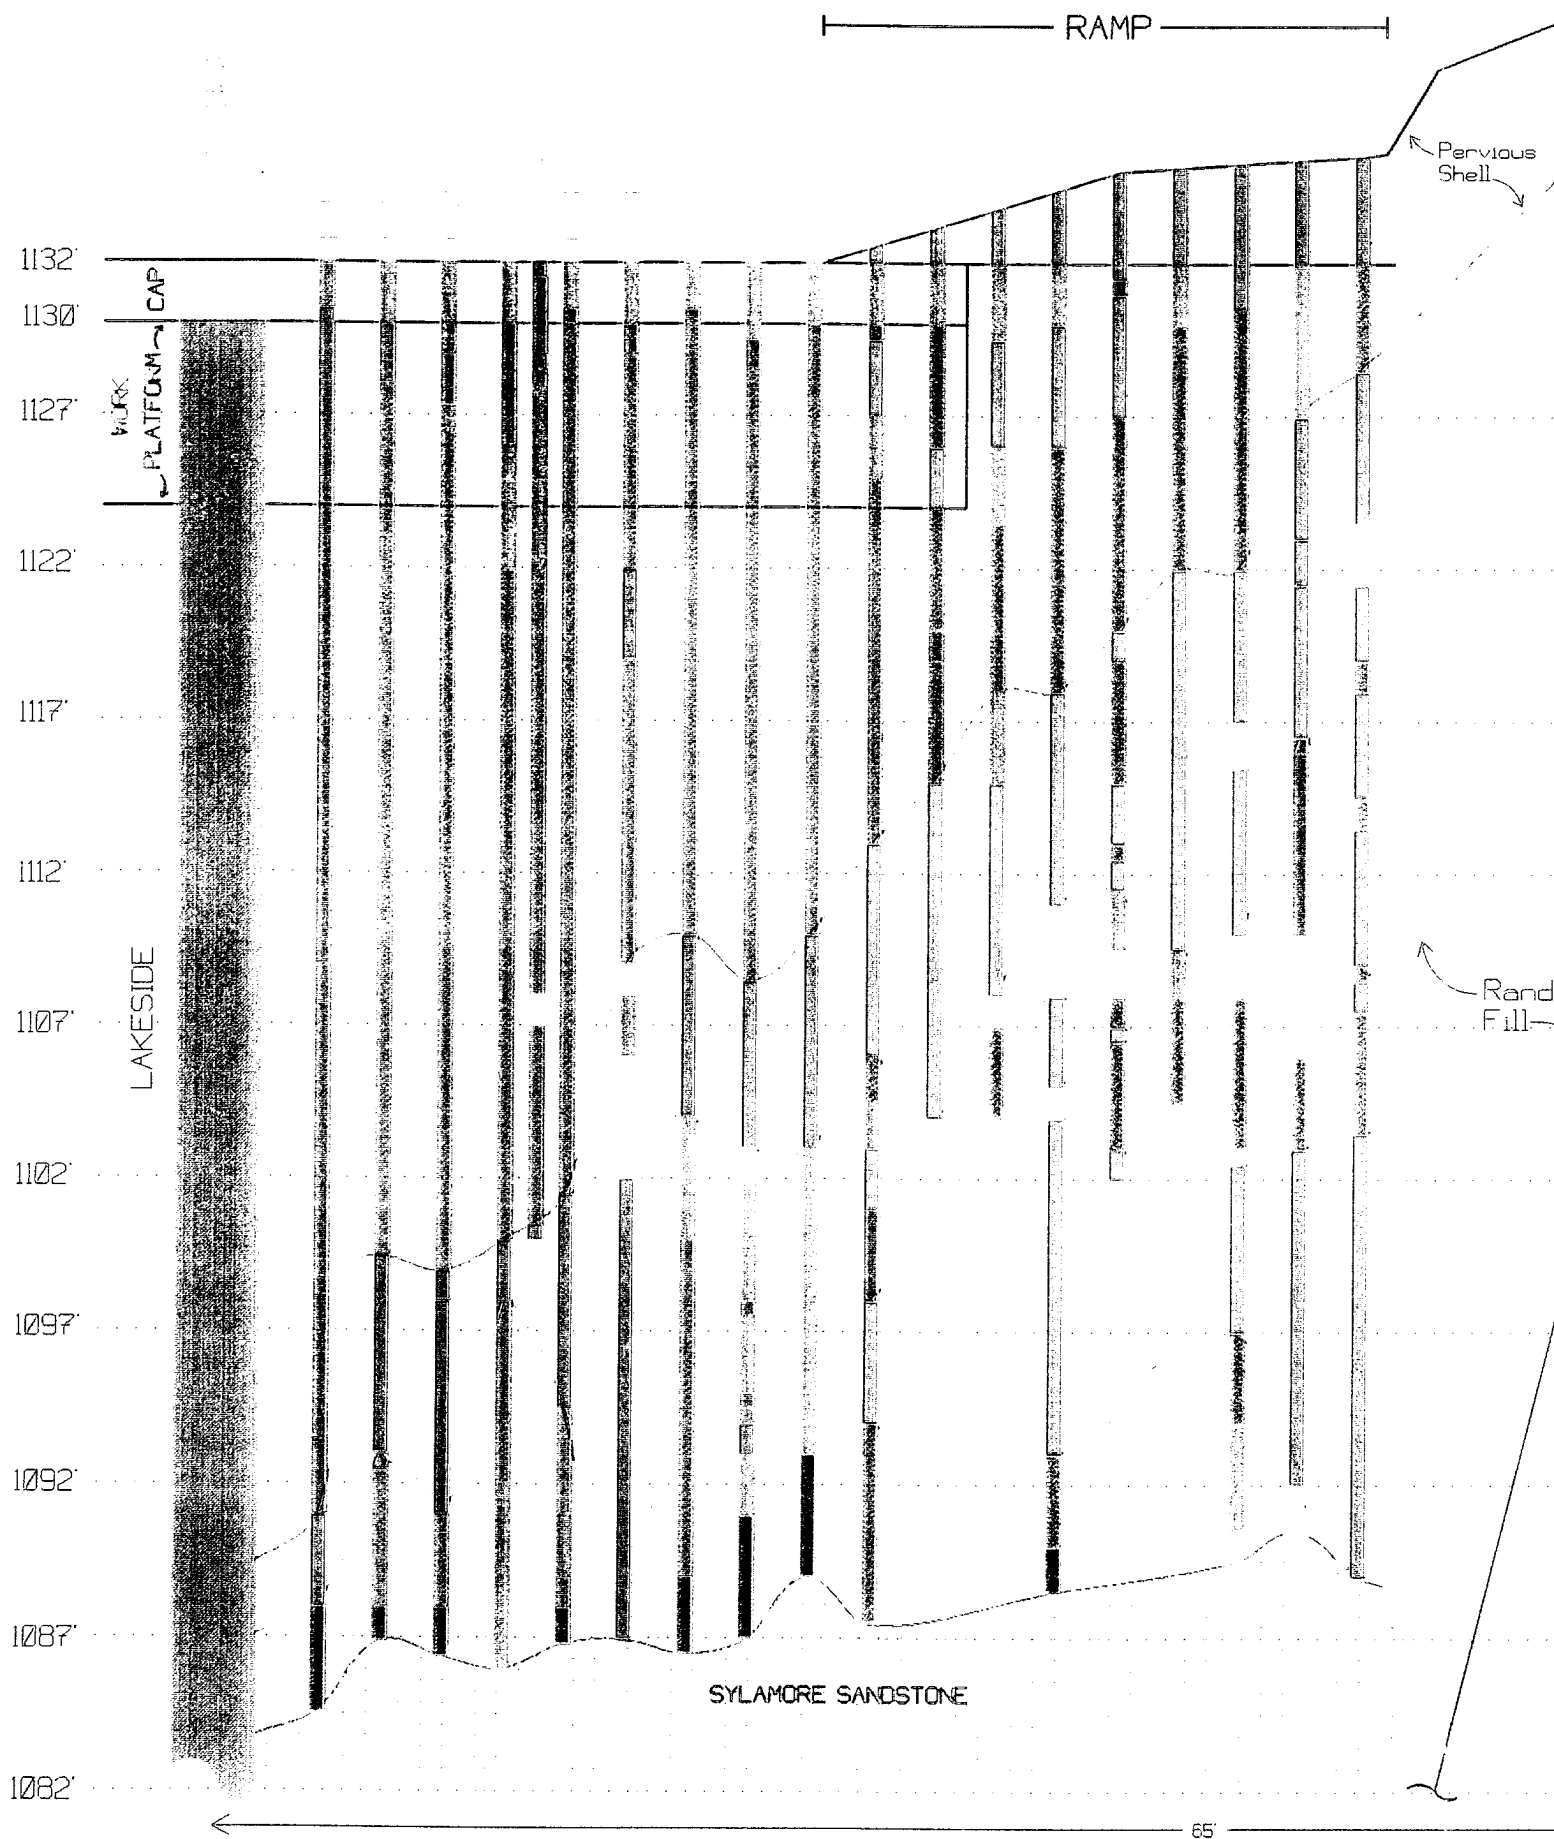 RAMP
Pervious
Shell
1132'
CAP
1130'
WORK
PLATFORM
1127'
1122'
1117'
1112'
LAKESIDE
Rand
Fill
1107'
1102'
1097'
1092'
1087'
SYLAMORE SANDSTONE
1082'
65'